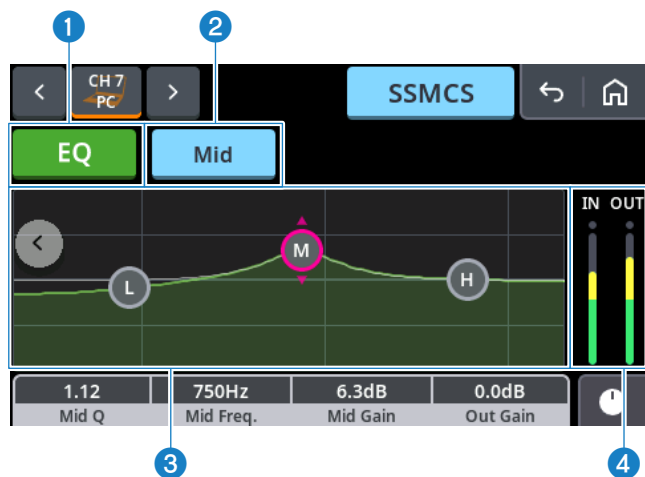 1 2
CH 7
PC
SSMCS
EQ Mid
IN OUT
L M H
1.12 750Hz 6.3dB 0.0dB
Mid Q Mid Freq. Mid Gain Out Gain
3 4